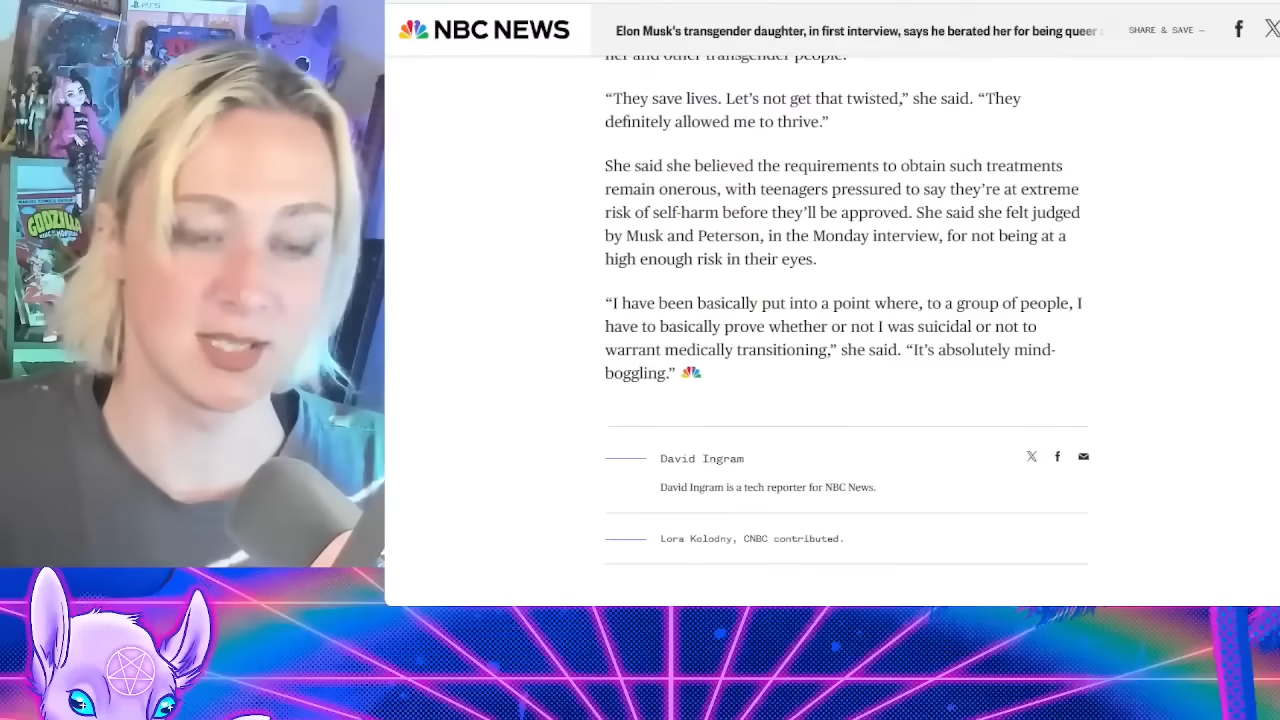 PS5
GODZILLA
NBC NEWS
Elon Musk's transgender daughter, in first interview, says he berated her for being queer
SHARE & SAVE —
her and other transgender people.
“They save lives. Let’s not get that twisted,” she said. “They
definitely allowed me to thrive.”
She said she believed the requirements to obtain such treatments
remain onerous, with teenagers pressured to say they’re at extreme
risk of self-harm before they’ll be approved. She said she felt judged
by Musk and Peterson, in the Monday interview, for not being at a
high enough risk in their eyes.
“I have been basically put into a point where, to a group of people, I
have to basically prove whether or not I was suicidal or not to
warrant medically transitioning,” she said. “It’s absolutely mind-
boggling.”
David Ingram
David Ingram is a tech reporter for NBC News.
Lora Kolodny, CNBC contributed.